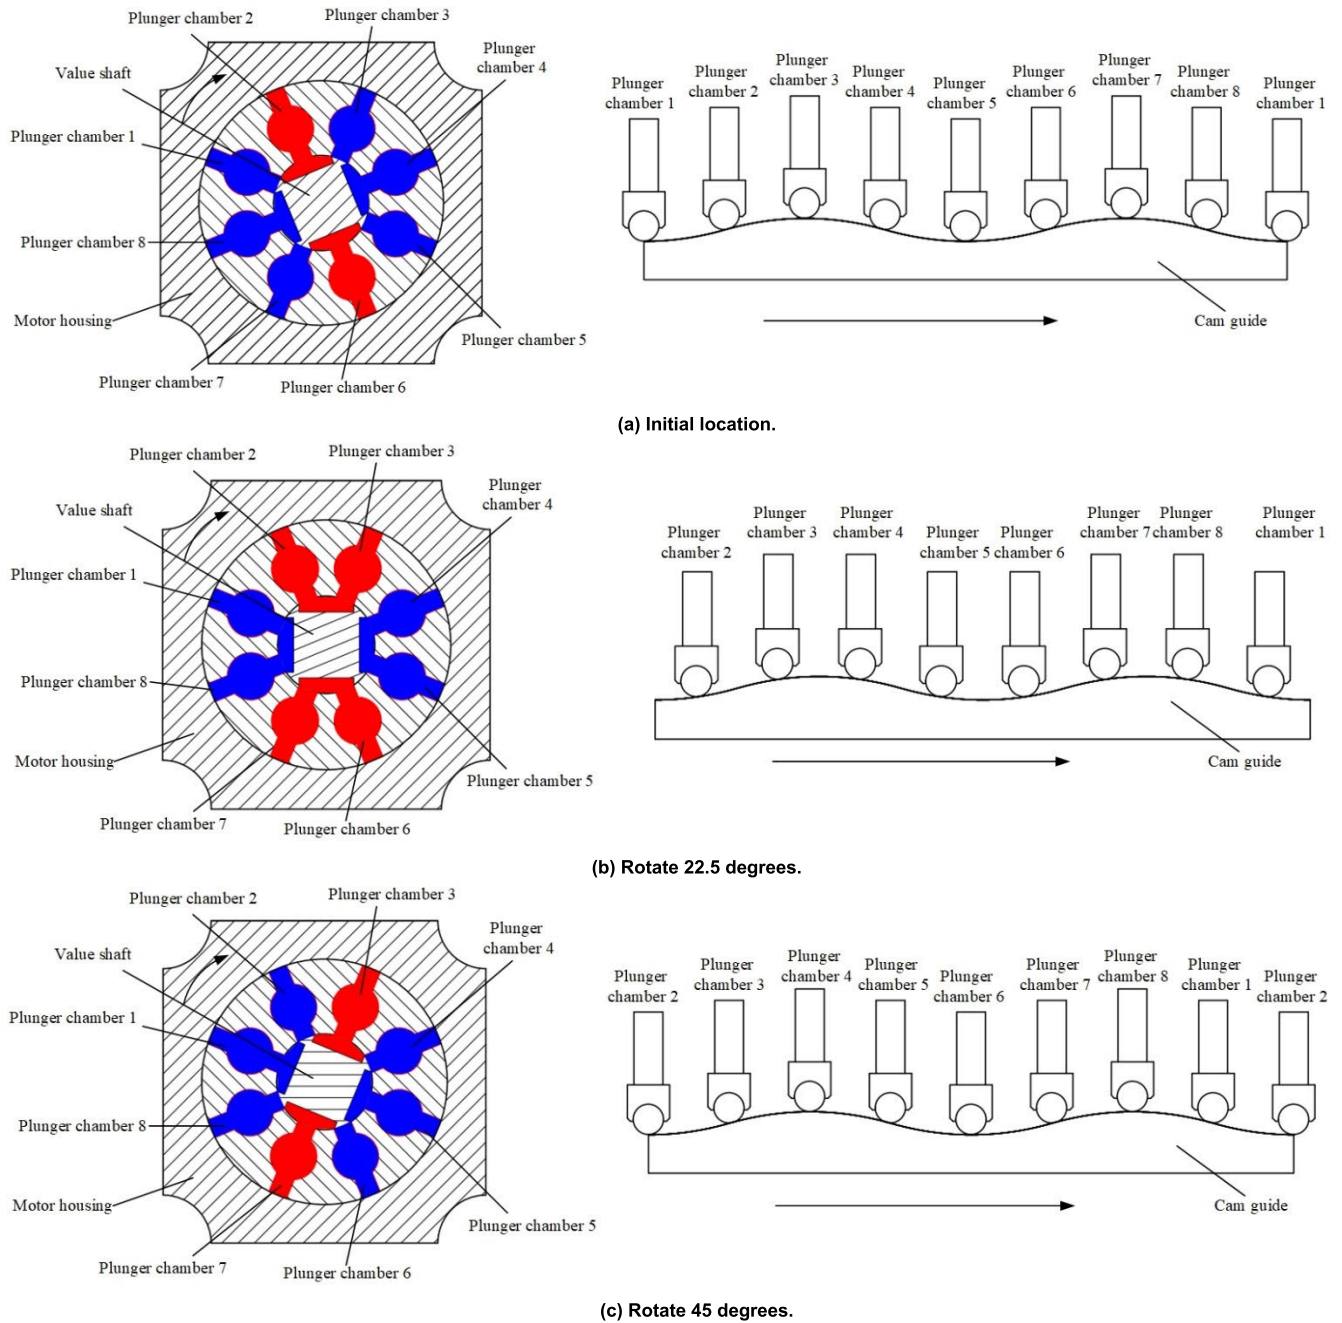 Plunger chamber 2
Plunger chamber 3
Plunger
chamber 4
Value shaft
Plunger chamber 1
Plunger chamber 8
Motor housing
Plunger chamber 7
Plunger chamber 6
Plunger chamber 5
Plunger
chamber 1
Plunger
chamber 2
Plunger
chamber 3
Plunger
chamber 4
Plunger
chamber 5
Plunger
chamber 6
Plunger
chamber 7
Plunger
chamber 8
Plunger
chamber 1
Cam guide
(a) Initial location.
Plunger chamber 2
Plunger chamber 3
Plunger
chamber 4
Value shaft
Plunger chamber 1
Plunger chamber 8
Motor housing
Plunger chamber 7
Plunger chamber 6
Plunger chamber 5
Plunger
chamber 2
Plunger
chamber 3
Plunger
chamber 4
Plunger
chamber 5
Plunger
chamber 6
Plunger
chamber 7
Plunger
chamber 8
Plunger
chamber 1
Cam guide
(b) Rotate 22.5 degrees.
Plunger chamber 2
Plunger chamber 3
Plunger
chamber 4
Value shaft
Plunger chamber 1
Plunger chamber 8
Motor housing
Plunger chamber 7
Plunger chamber 6
Plunger chamber 5
Plunger
chamber 2
Plunger
chamber 3
Plunger
chamber 4
Plunger
chamber 5
Plunger
chamber 6
Plunger
chamber 7
Plunger
chamber 8
Plunger
chamber 1
Plunger
chamber 2
Cam guide
(c) Rotate 45 degrees.